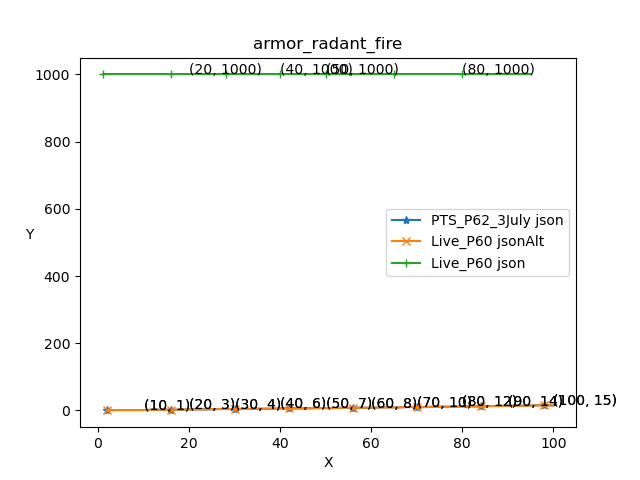 armor_radant_fire
1000
(20, 1000) (40, 1000) (50, 1000) (80, 1000)
800
600
PTS_P62_3July json
Live_P60 jsonAlt
Live_P60 json
Y
400
200
0
(10, 1) (20, 3) (30, 4) (40, 6) (50, 7) (60, 8) (70, 10) (80, 12) (90, 14) (100, 15)
0 20 40 60 80 100
X